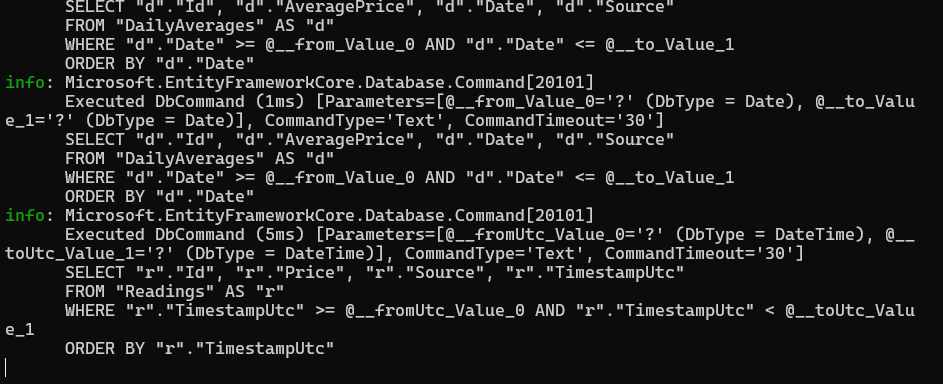 SELECT "d"."Id", "d"."AveragePrice", "d"."Date", "d"."Source"
FROM "DailyAverages" AS "d"
WHERE "d"."Date" >= @__from_Value_0 AND "d"."Date" <= @__to_Value_1
ORDER BY "d"."Date"
info: Microsoft.EntityFrameworkCore.Database.Command[20101]
Executed DbCommand (1ms) [Parameters=[@__from_Value_0='?' (DbType = Date), @__to_Valu
e_1='?' (DbType = Date)], CommandType='Text', CommandTimeout='30']
SELECT "d"."Id", "d"."AveragePrice", "d"."Date", "d"."Source"
FROM "DailyAverages" AS "d"
WHERE "d"."Date" >= @__from_Value_0 AND "d"."Date" <= @__to_Value_1
ORDER BY "d"."Date"
info: Microsoft.EntityFrameworkCore.Database.Command[20101]
Executed DbCommand (5ms) [Parameters=[@__fromUtc_Value_0='?' (DbType = DateTime), @__
toUtc_Value_1='?' (DbType = DateTime)], CommandType='Text', CommandTimeout='30']
SELECT "r"."Id", "r"."Price", "r"."Source", "r"."TimestampUtc"
FROM "Readings" AS "r"
WHERE "r"."TimestampUtc" >= @__fromUtc_Value_0 AND "r"."TimestampUtc" < @__toUtc_Valu
e_1
ORDER BY "r"."TimestampUtc"